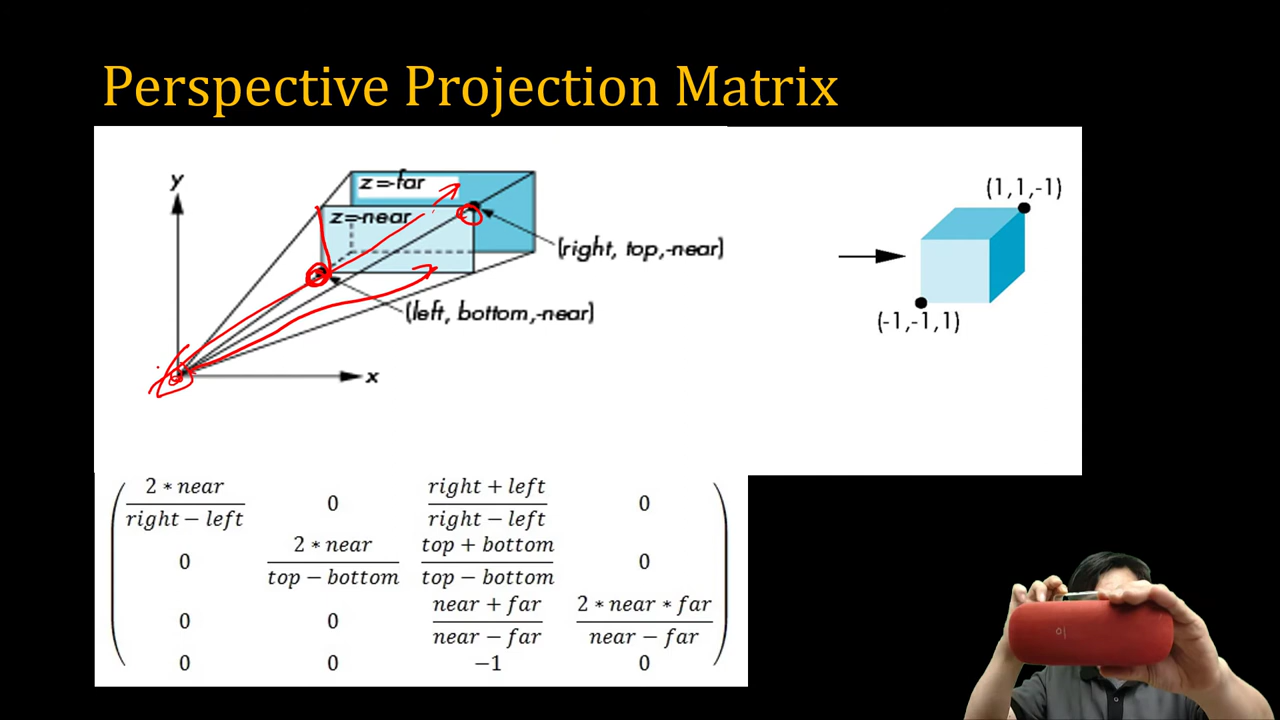 Perspective Projection Matrix
y
z=-far
z=-near
(right, top,-near)
(left, bottom,-near)
x
(1,1,-1)
(-1,-1,1)
2 * near / right − left 0 right + left / right − left 0
0 2 * near / top − bottom top + bottom / top − bottom 0
0 0 near + far / near − far 2 * near * far / near − far
0 0 −1 0